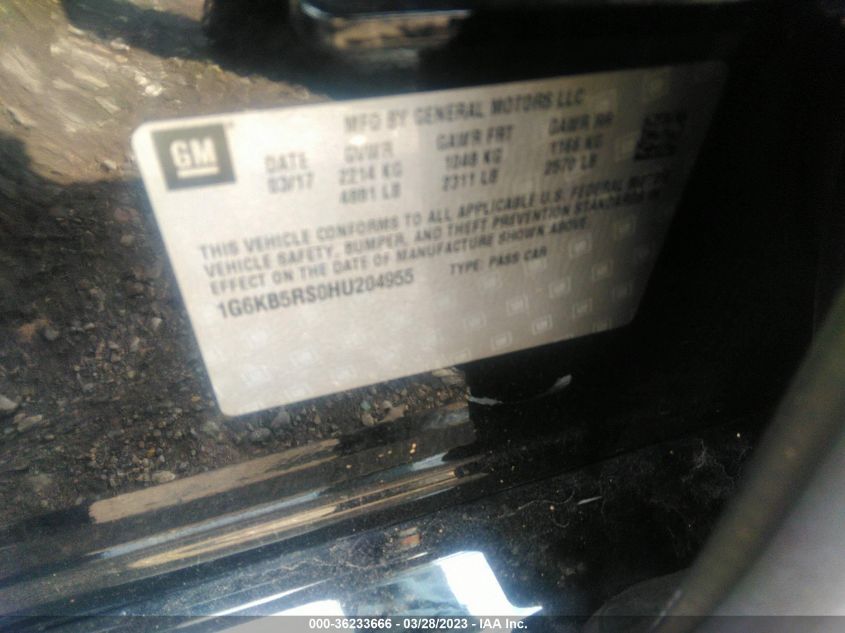 GM
MFD BY GENERAL MOTORS LLC
DATE GVWR GAWR FRT GAWR RR
03/17 2214 KG 1048 KG 1166 KG
4881 LB 2311 LB 2570 LB
THIS VEHICLE CONFORMS TO ALL APPLICABLE U.S. FEDERAL MOTOR
VEHICLE SAFETY, BUMPER, AND THEFT PREVENTION STANDARDS IN
EFFECT ON THE DATE OF MANUFACTURE SHOWN ABOVE.
1G6KB5RS0HU204955 TYPE: PASS CAR
000-36233666 - 03/28/2023 - IAA Inc.